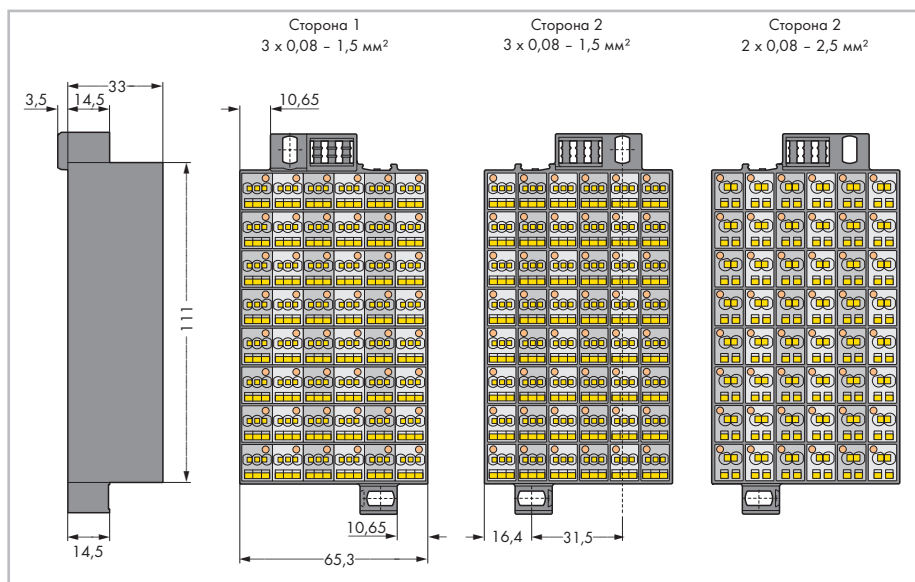 Сторона 1
3 x 0,08 – 1,5 мм²
Сторона 2
3 x 0,08 – 1,5 мм²
Сторона 2
2 x 0,08 – 2,5 мм²
33
3,5
14,5
10,65
111
14,5
10,65
65,3
16,4
31,5